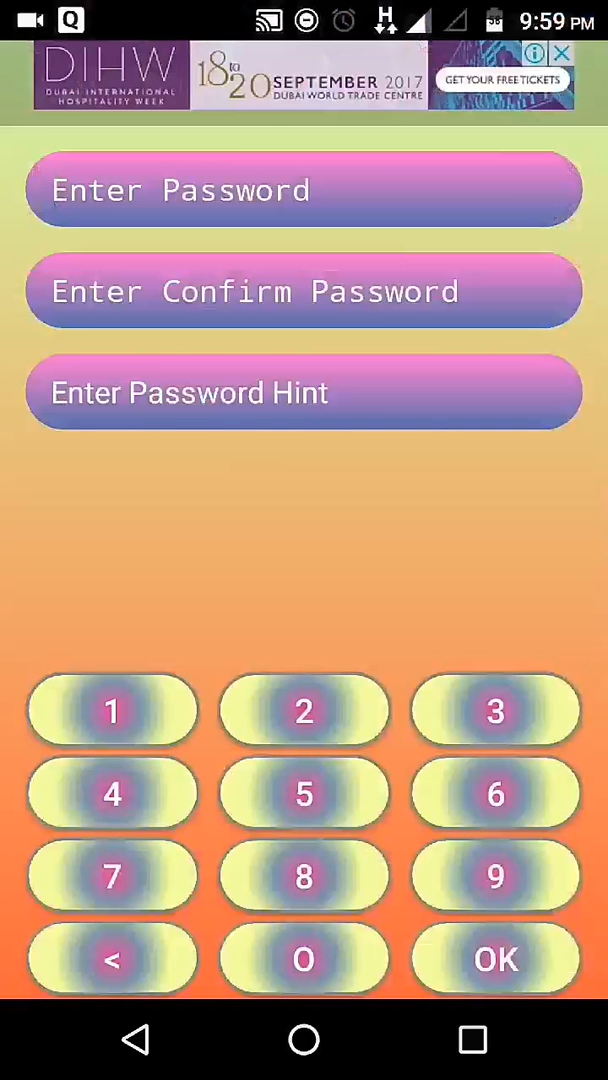 Q
H
58
9:59 PM
DIHW
DUBAI INTERNATIONAL
HOSPITALITY WEEK
18 to 20 SEPTEMBER 2017
DUBAI WORLD TRADE CENTRE
GET YOUR FREE TICKETS
Enter Password
Enter Confirm Password
Enter Password Hint
1 2 3
4 5 6
7 8 9
< 0 OK